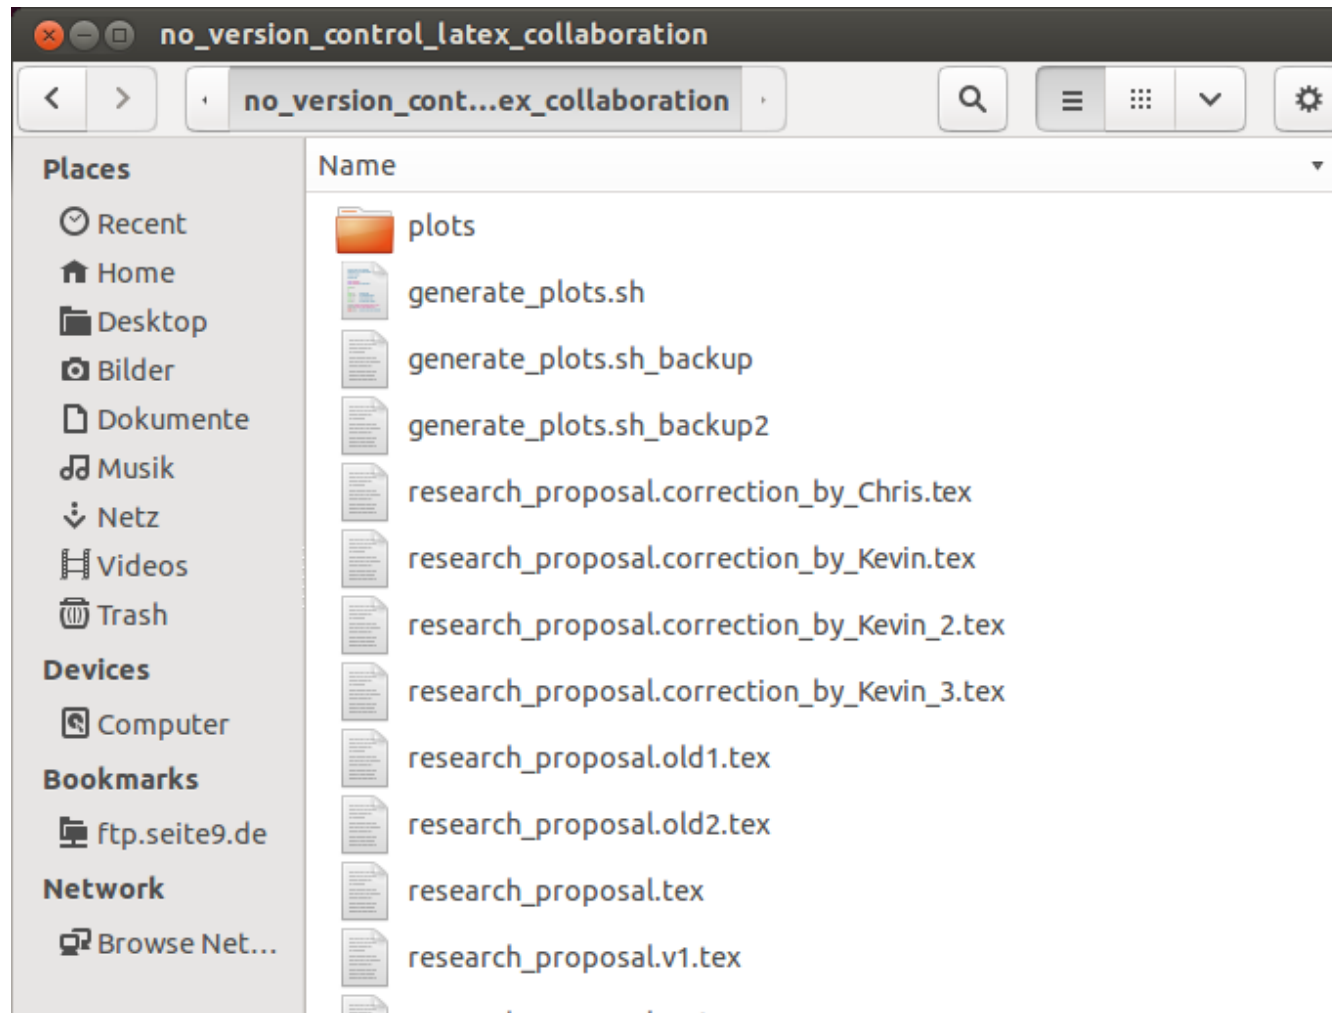 no_version_control_latex_collaboration
no_version_cont...ex_collaboration
Places
Recent
Home
Desktop
Bilder
Dokumente
Musik
Netz
Videos
Trash
Devices
Computer
Bookmarks
ftp.seite9.de
Network
Browse Net...
Name
plots
generate_plots.sh
generate_plots.sh_backup
generate_plots.sh_backup2
research_proposal.correction_by_Chris.tex
research_proposal.correction_by_Kevin.tex
research_proposal.correction_by_Kevin_2.tex
research_proposal.correction_by_Kevin_3.tex
research_proposal.old1.tex
research_proposal.old2.tex
research_proposal.tex
research_proposal.v1.tex